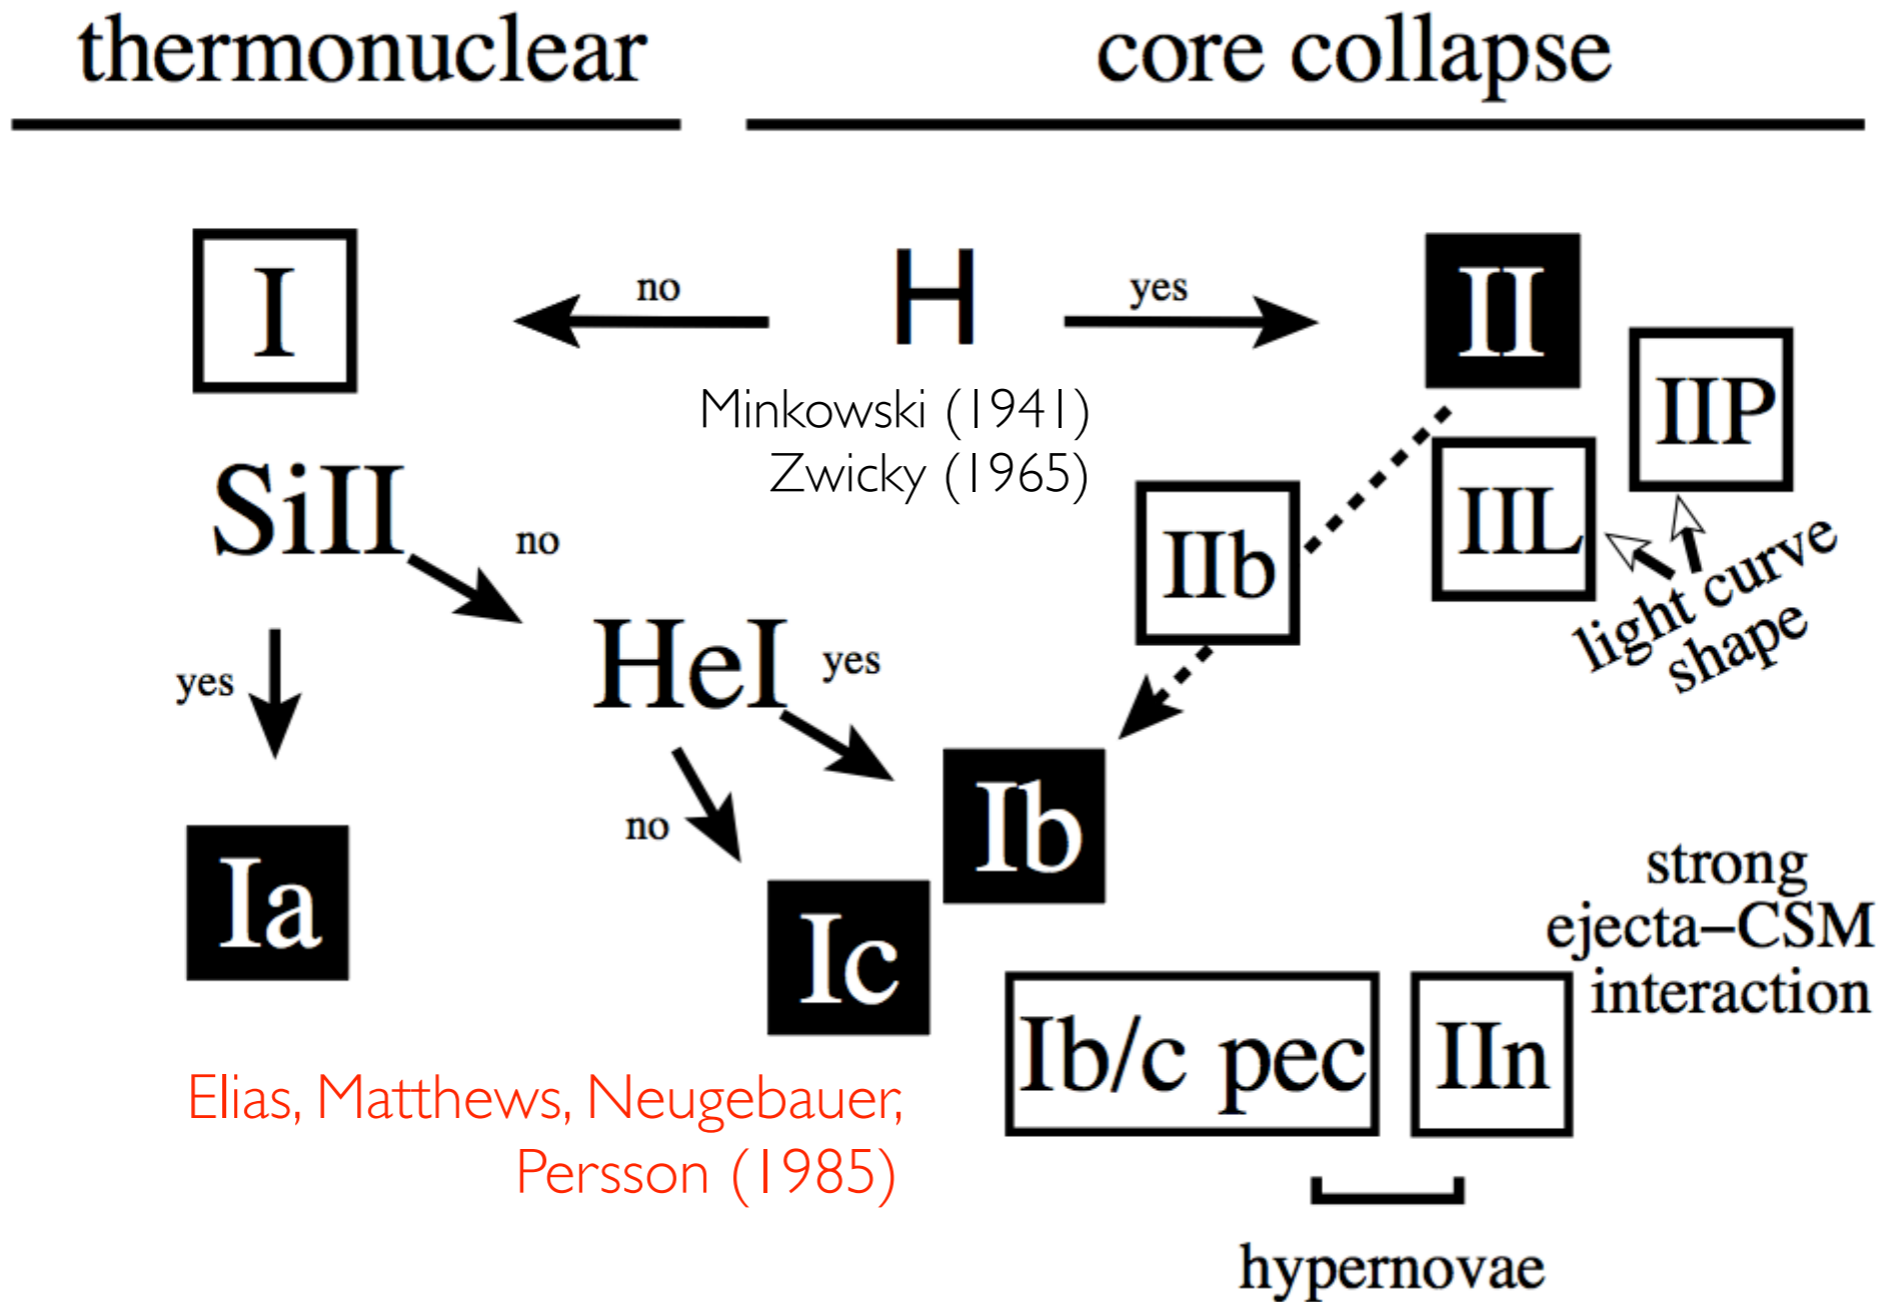 thermonuclear
core collapse
I
no
H
yes
II
Minkowski (1941)
Zwicky (1965)
IIP
SiII
no
IIb
IIL
light curve
shape
yes
HeI
yes
no
Ia
Ib
Ic
strong
ejecta–CSM
interaction
Ib/c pec
IIn
Elias, Matthews, Neugebauer,
Persson (1985)
hypernovae